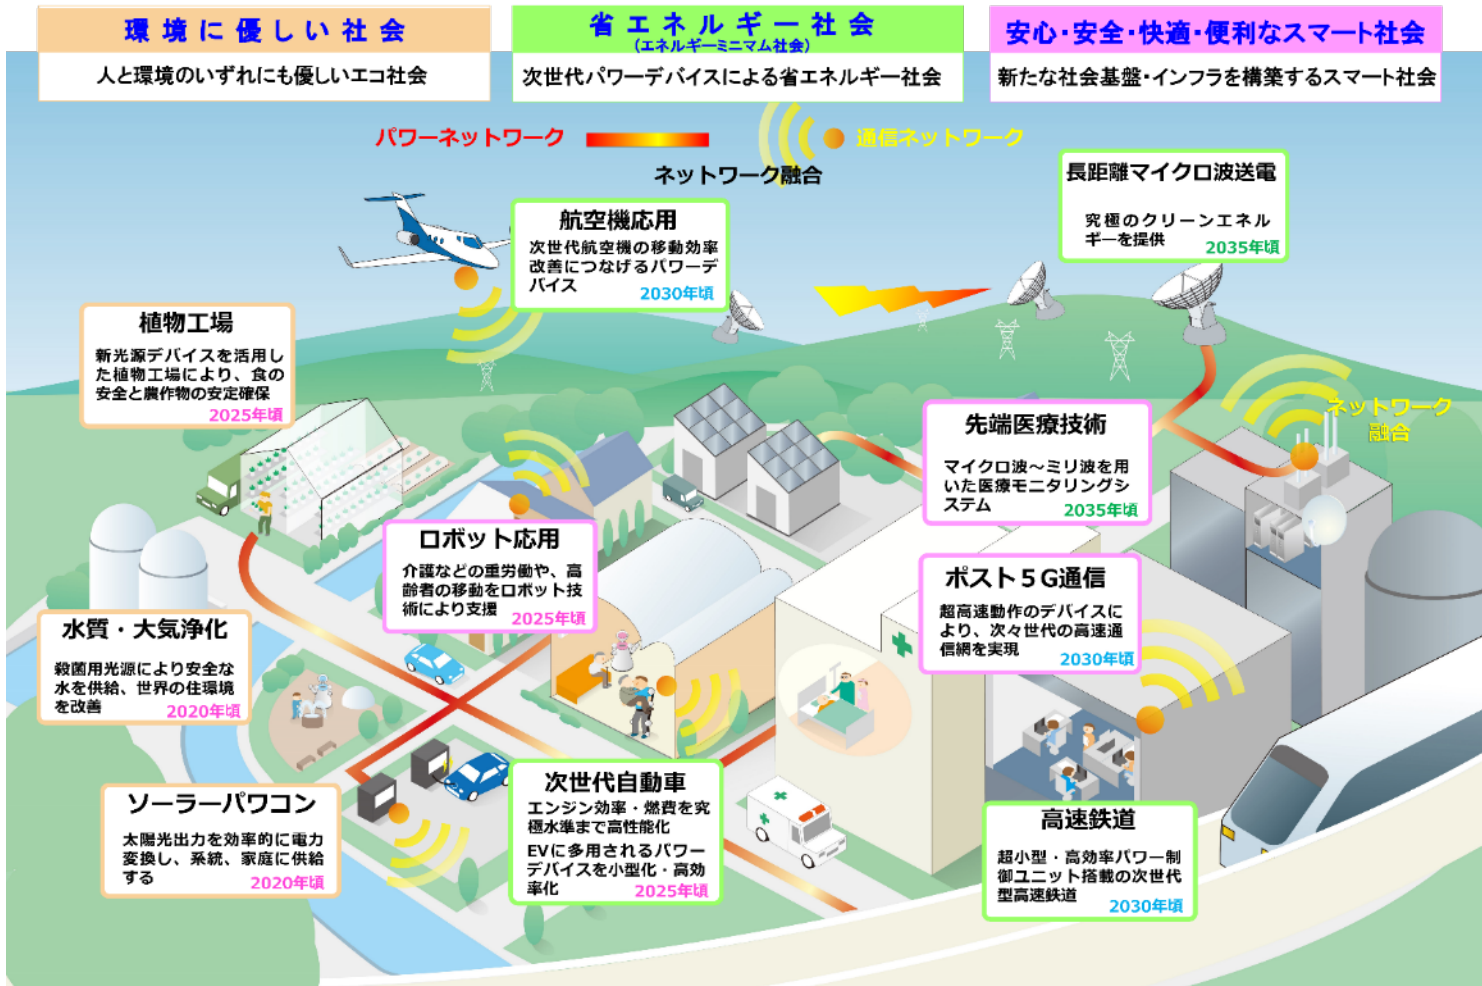 環境に優しい社会
人と環境のいずれにも優しいエコ社会
省エネルギー社会
(エネルギーミニマム社会)
次世代パワーデバイスによる省エネルギー社会
安心・安全・快適・便利なスマート社会
新たな社会基盤・インフラを構築するスマート社会
パワーネットワーク
通信ネットワーク
ネットワーク融合
長距離マイクロ波送電
究極のクリーンエネル
ギーを提供
2035年頃
航空機応用
次世代航空機の移動効率
改善につなげるパワーデ
バイス
2030年頃
植物工場
新光源デバイスを活用し
た植物工場により、食の
安全と農作物の安定確保
2025年頃
ネットワーク
融合
先端医療技術
マイクロ波～ミリ波を用
いた医療モニタリングシ
ステム
2035年頃
ロボット応用
介護などの重労働や、高
齢者の移動をロボット技
術により支援
2025年頃
ポスト５G通信
超高速動作のデバイスに
より、次々世代の高速通
信網を実現
2030年頃
水質・大気浄化
殺菌用光源により安全な
水を供給、世界の住環境
を改善
2020年頃
ソーラーパワコン
太陽光出力を効率的に電力
変換し、系統、家庭に供給
する
2020年頃
次世代自動車
エンジン効率・燃費を究
極水準まで高性能化
EVに多用されるパワー
デバイスを小型化・高効
率化
2025年頃
高速鉄道
超小型・高効率パワー制
御ユニット搭載の次世代
型高速鉄道
2030年頃